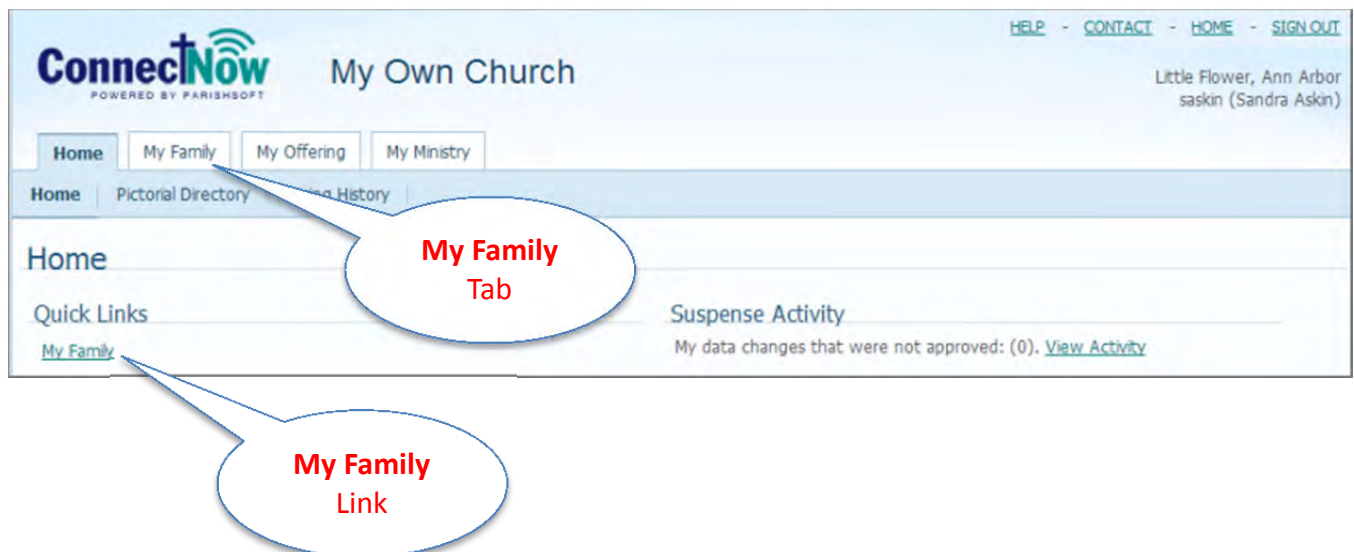 HELP - CONTACT - HOME - SIGN OUT
ConnectNow
POWERED BY PARISHSOFT
My Own Church
Little Flower, Ann Arbor
saskin (Sandra Askin)
Home My Family My Offering My Ministry
Home Pictorial Directory History
My Family
Tab
Home
Quick Links
Suspense Activity
My Family
My data changes that were not approved: (0). View Activity
My Family
Link